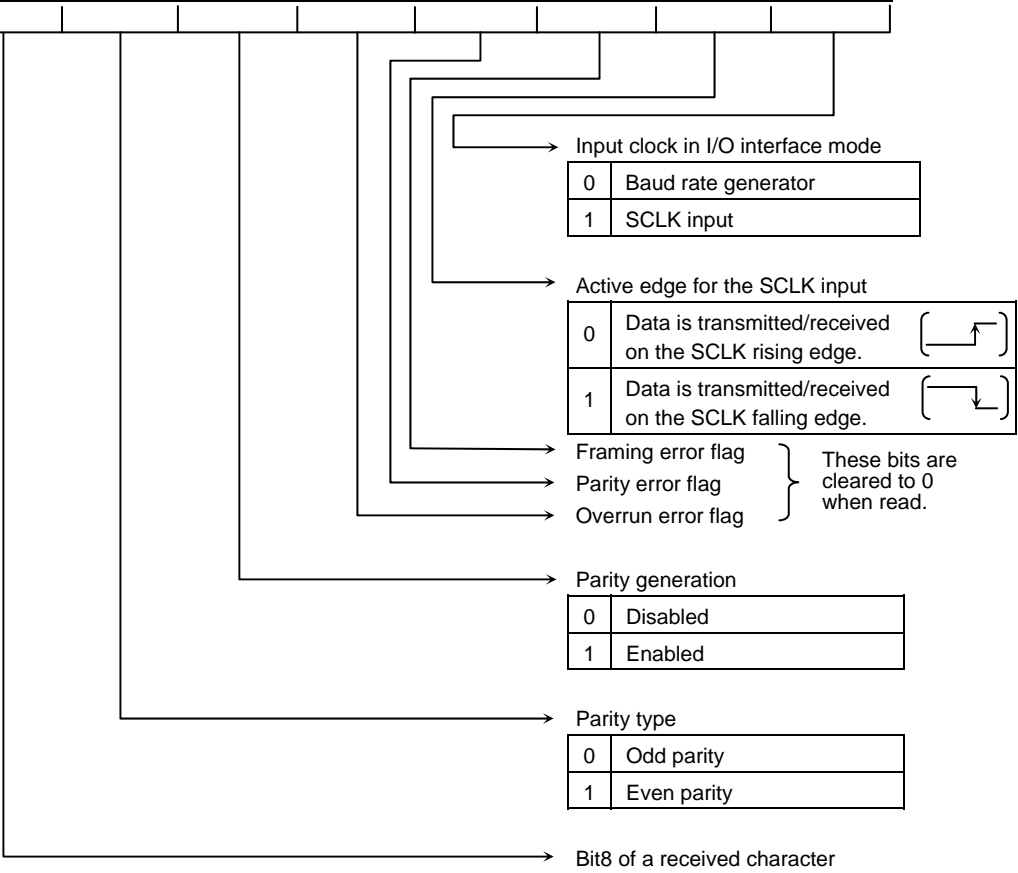 Input clock in I/O interface mode
0 Baud rate generator
1 SCLK input
Active edge for the SCLK input
0 Data is transmitted/received
on the SCLK rising edge.
1 Data is transmitted/received
on the SCLK falling edge.
Framing error flag
Parity error flag
Overrun error flag
These bits are
cleared to 0
when read.
Parity generation
0 Disabled
1 Enabled
Parity type
0 Odd parity
1 Even parity
Bit8 of a received character